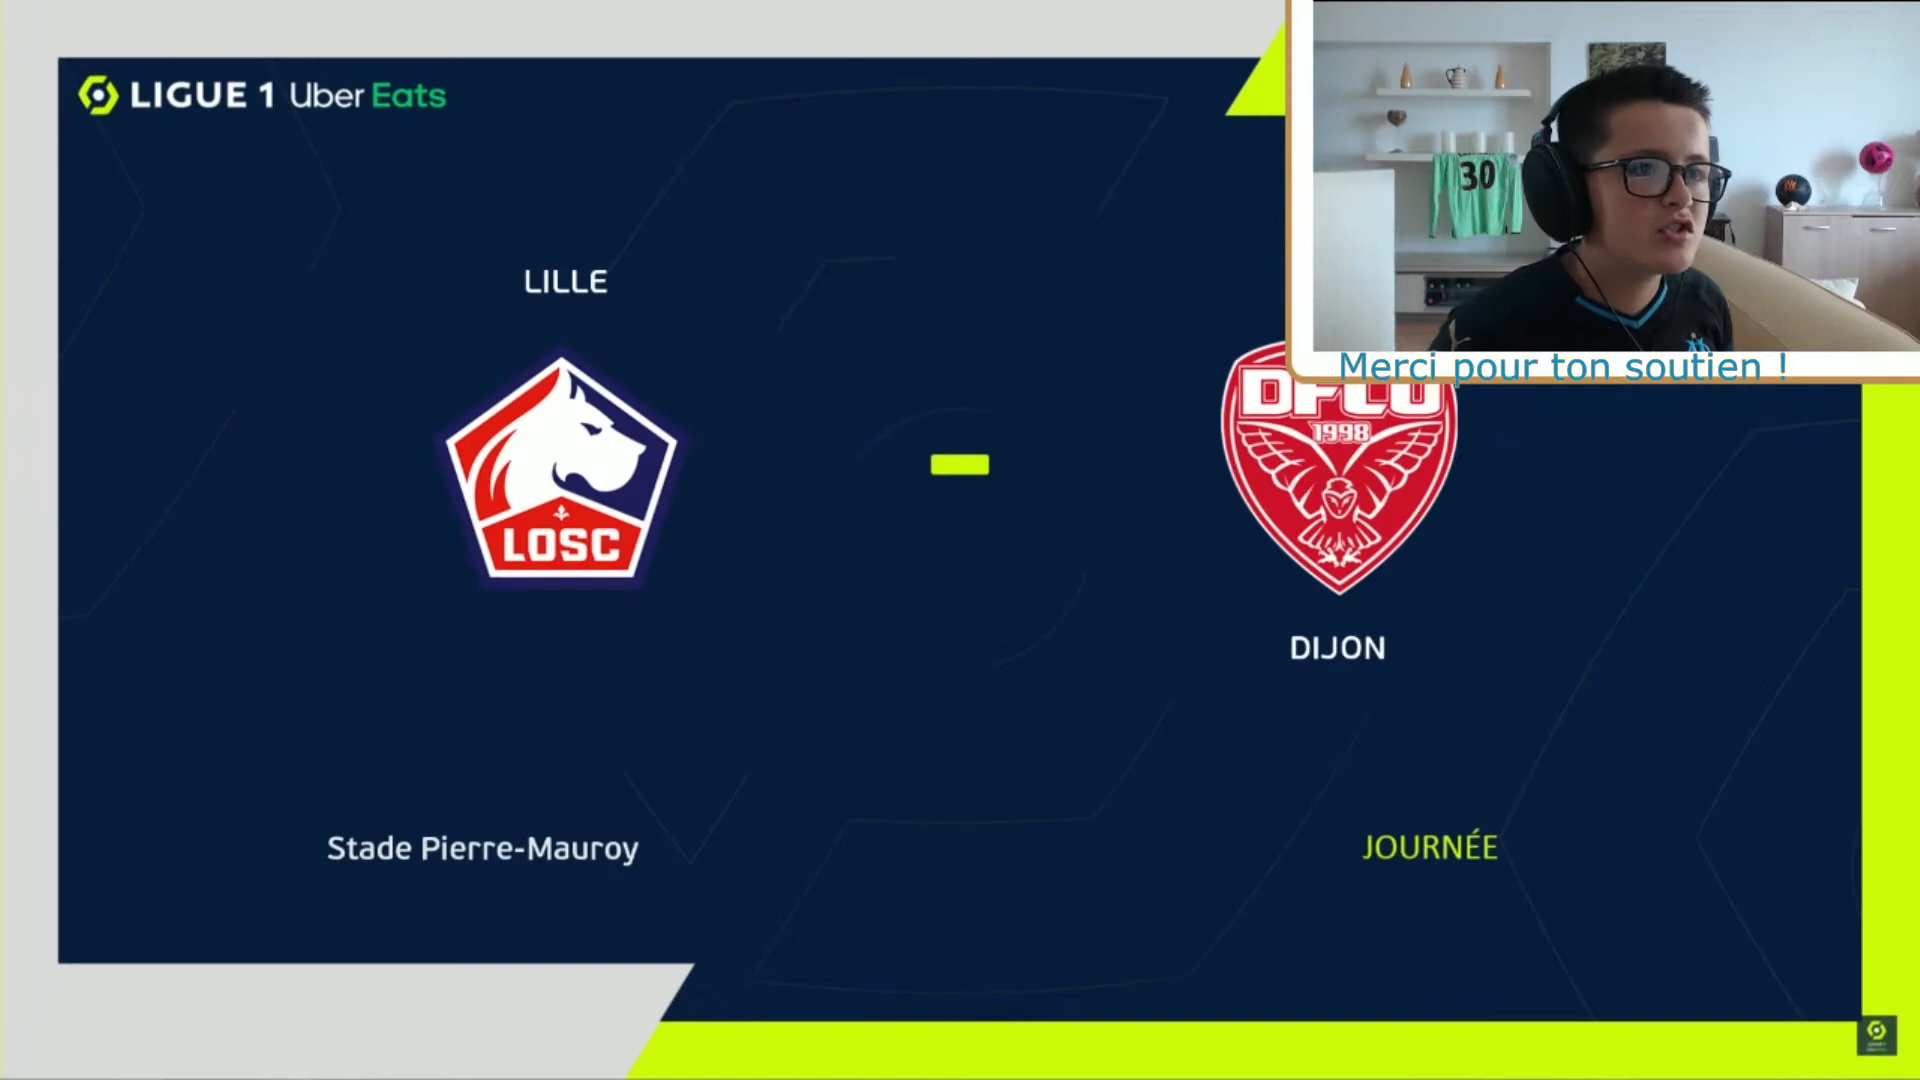 LIGUE 1 Uber Eats
30
Merci pour ton soutien !
LILLE
DFCO
1998
LOSC
DIJON
Stade Pierre-Mauroy
JOURNÉE